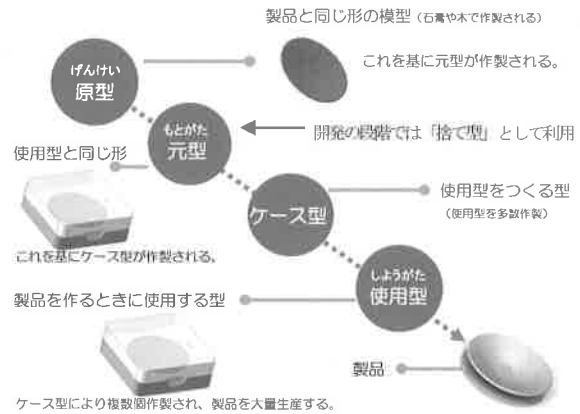 製品と同じ形の模型（石膏や木で作製される）
げんけい
原型
これを基に元型が作製される。
もとがた
元型
開発の段階では「捨て型」として利用
使用型と同じ形
これを基にケース型が作製される。
ケース型
使用型をつくる型
（使用型を多数作製）
しようがた
使用型
製品を作るときに使用する型
製品
ケース型により複数個作製され、製品を大量生産する。